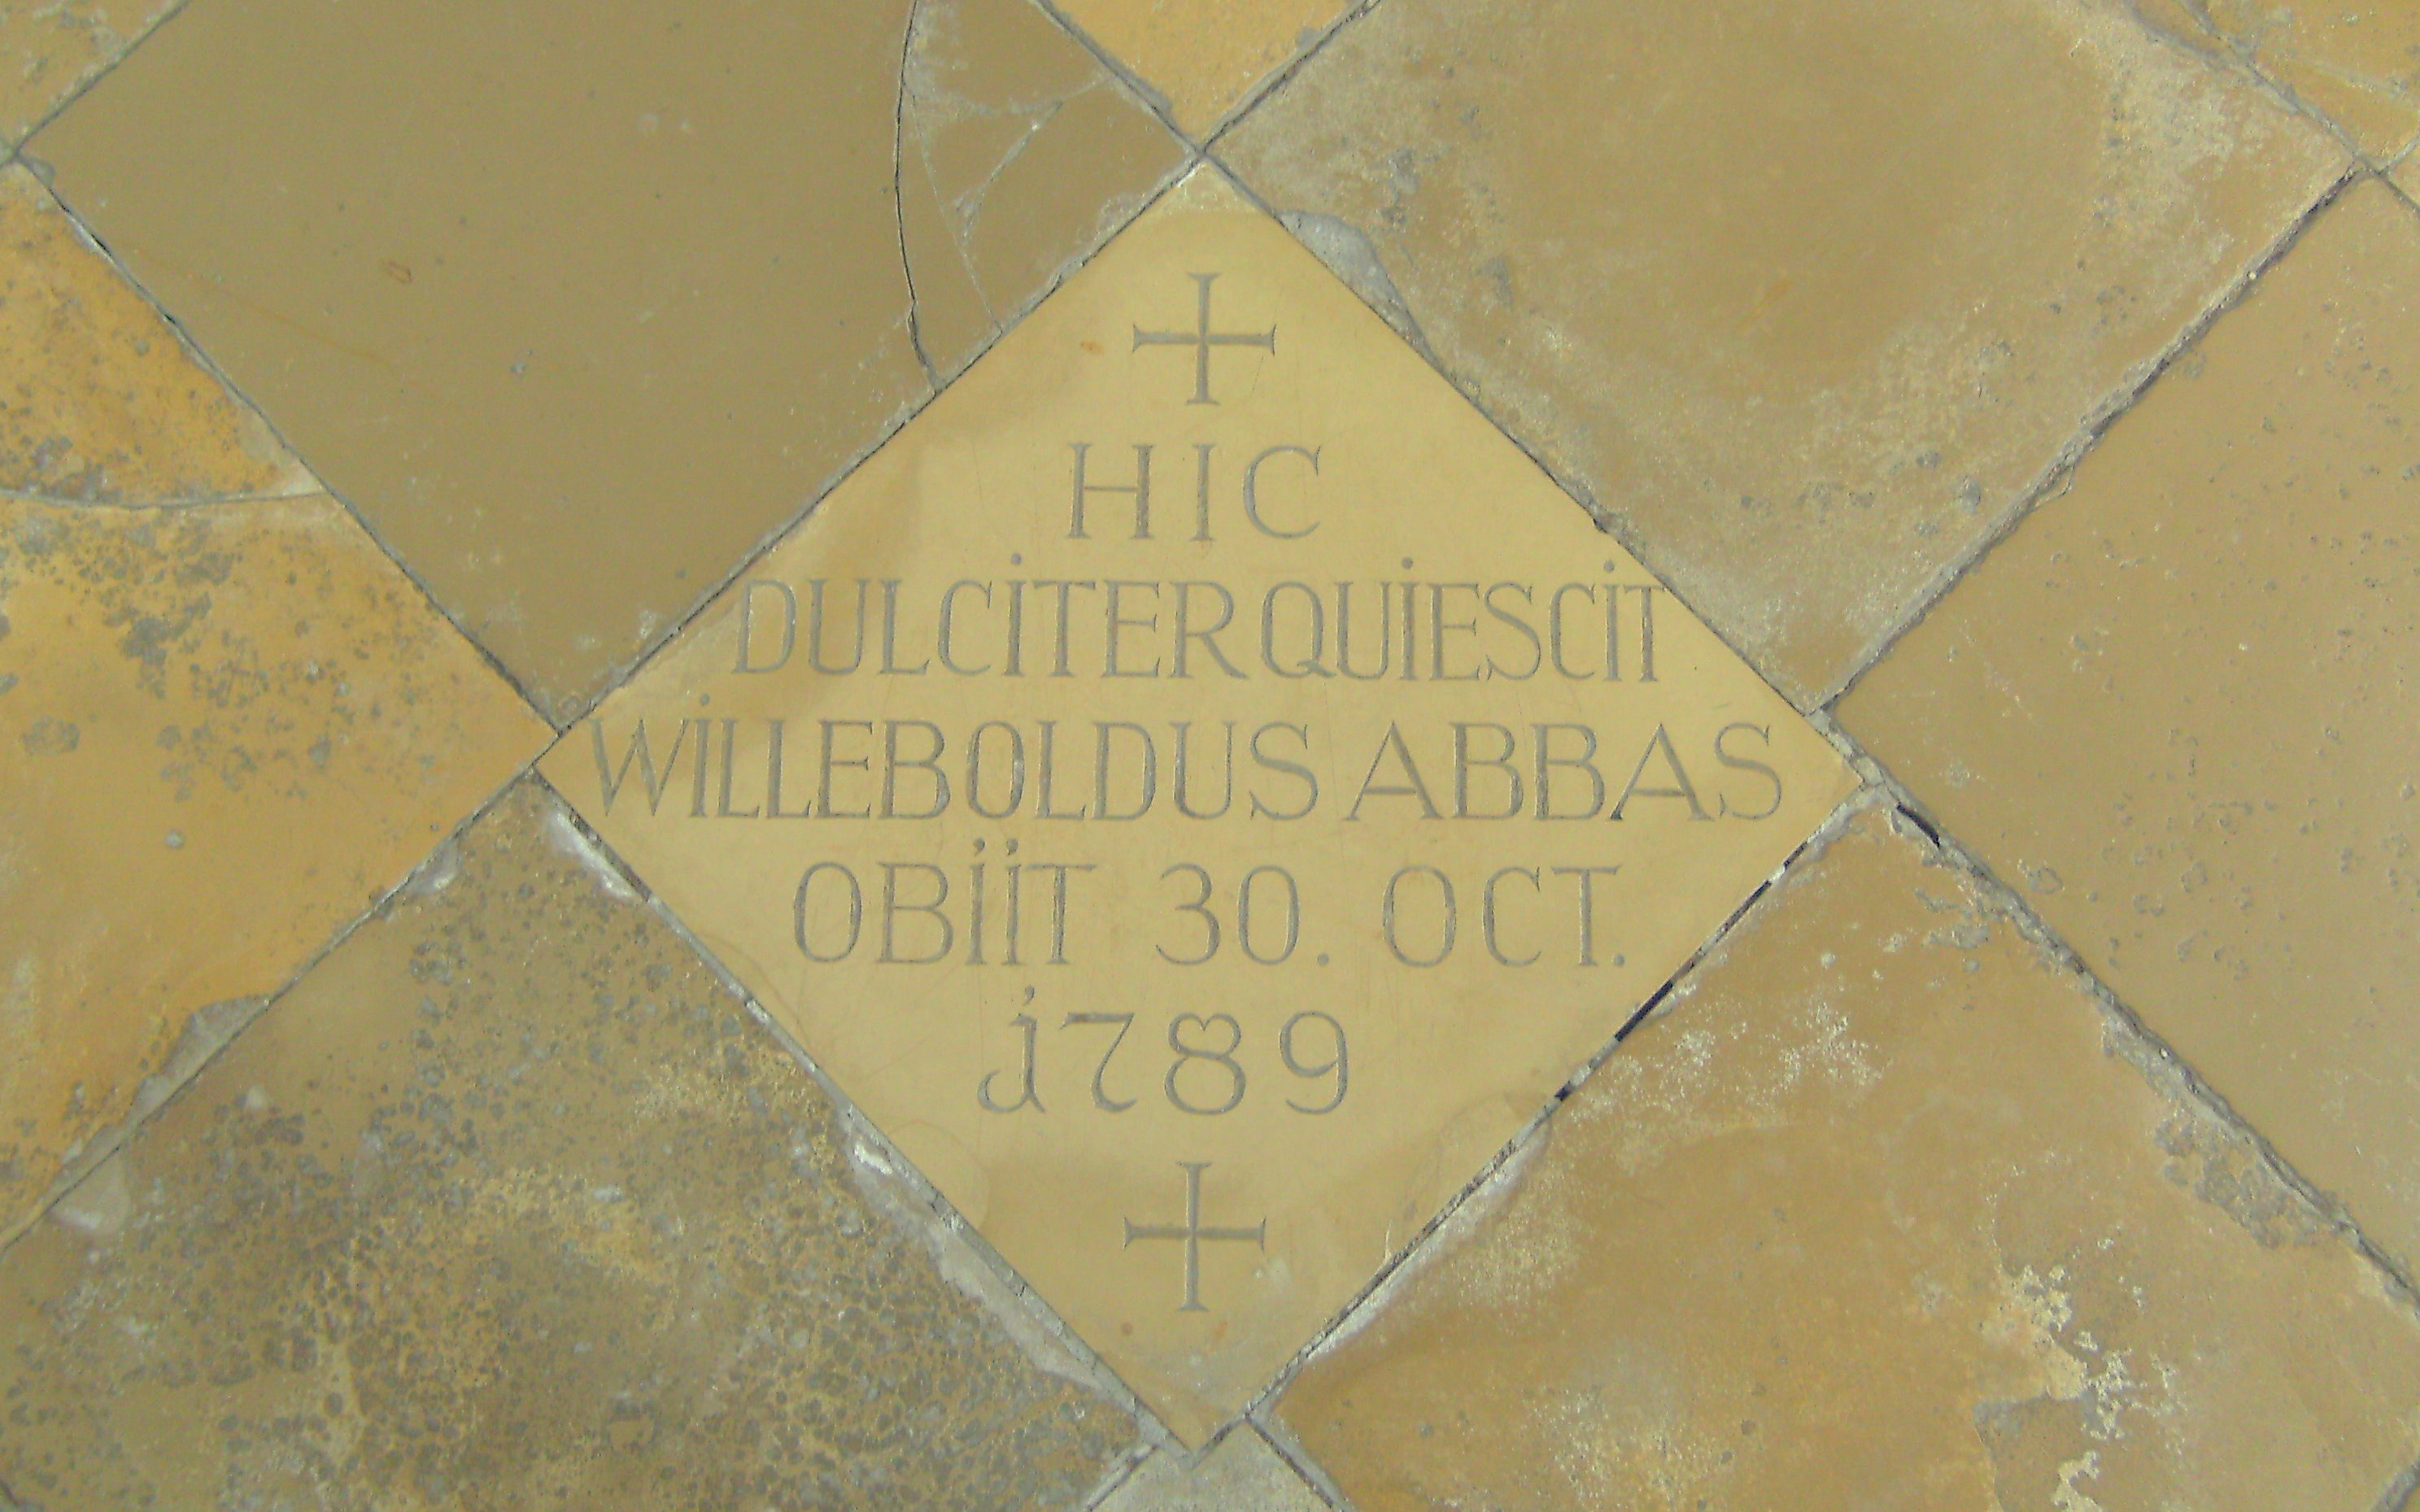 HIC
DULCiTER QUiESCiT
WiLLEBOLDUS ABBAS
OBiiT 30. OCT.
1789